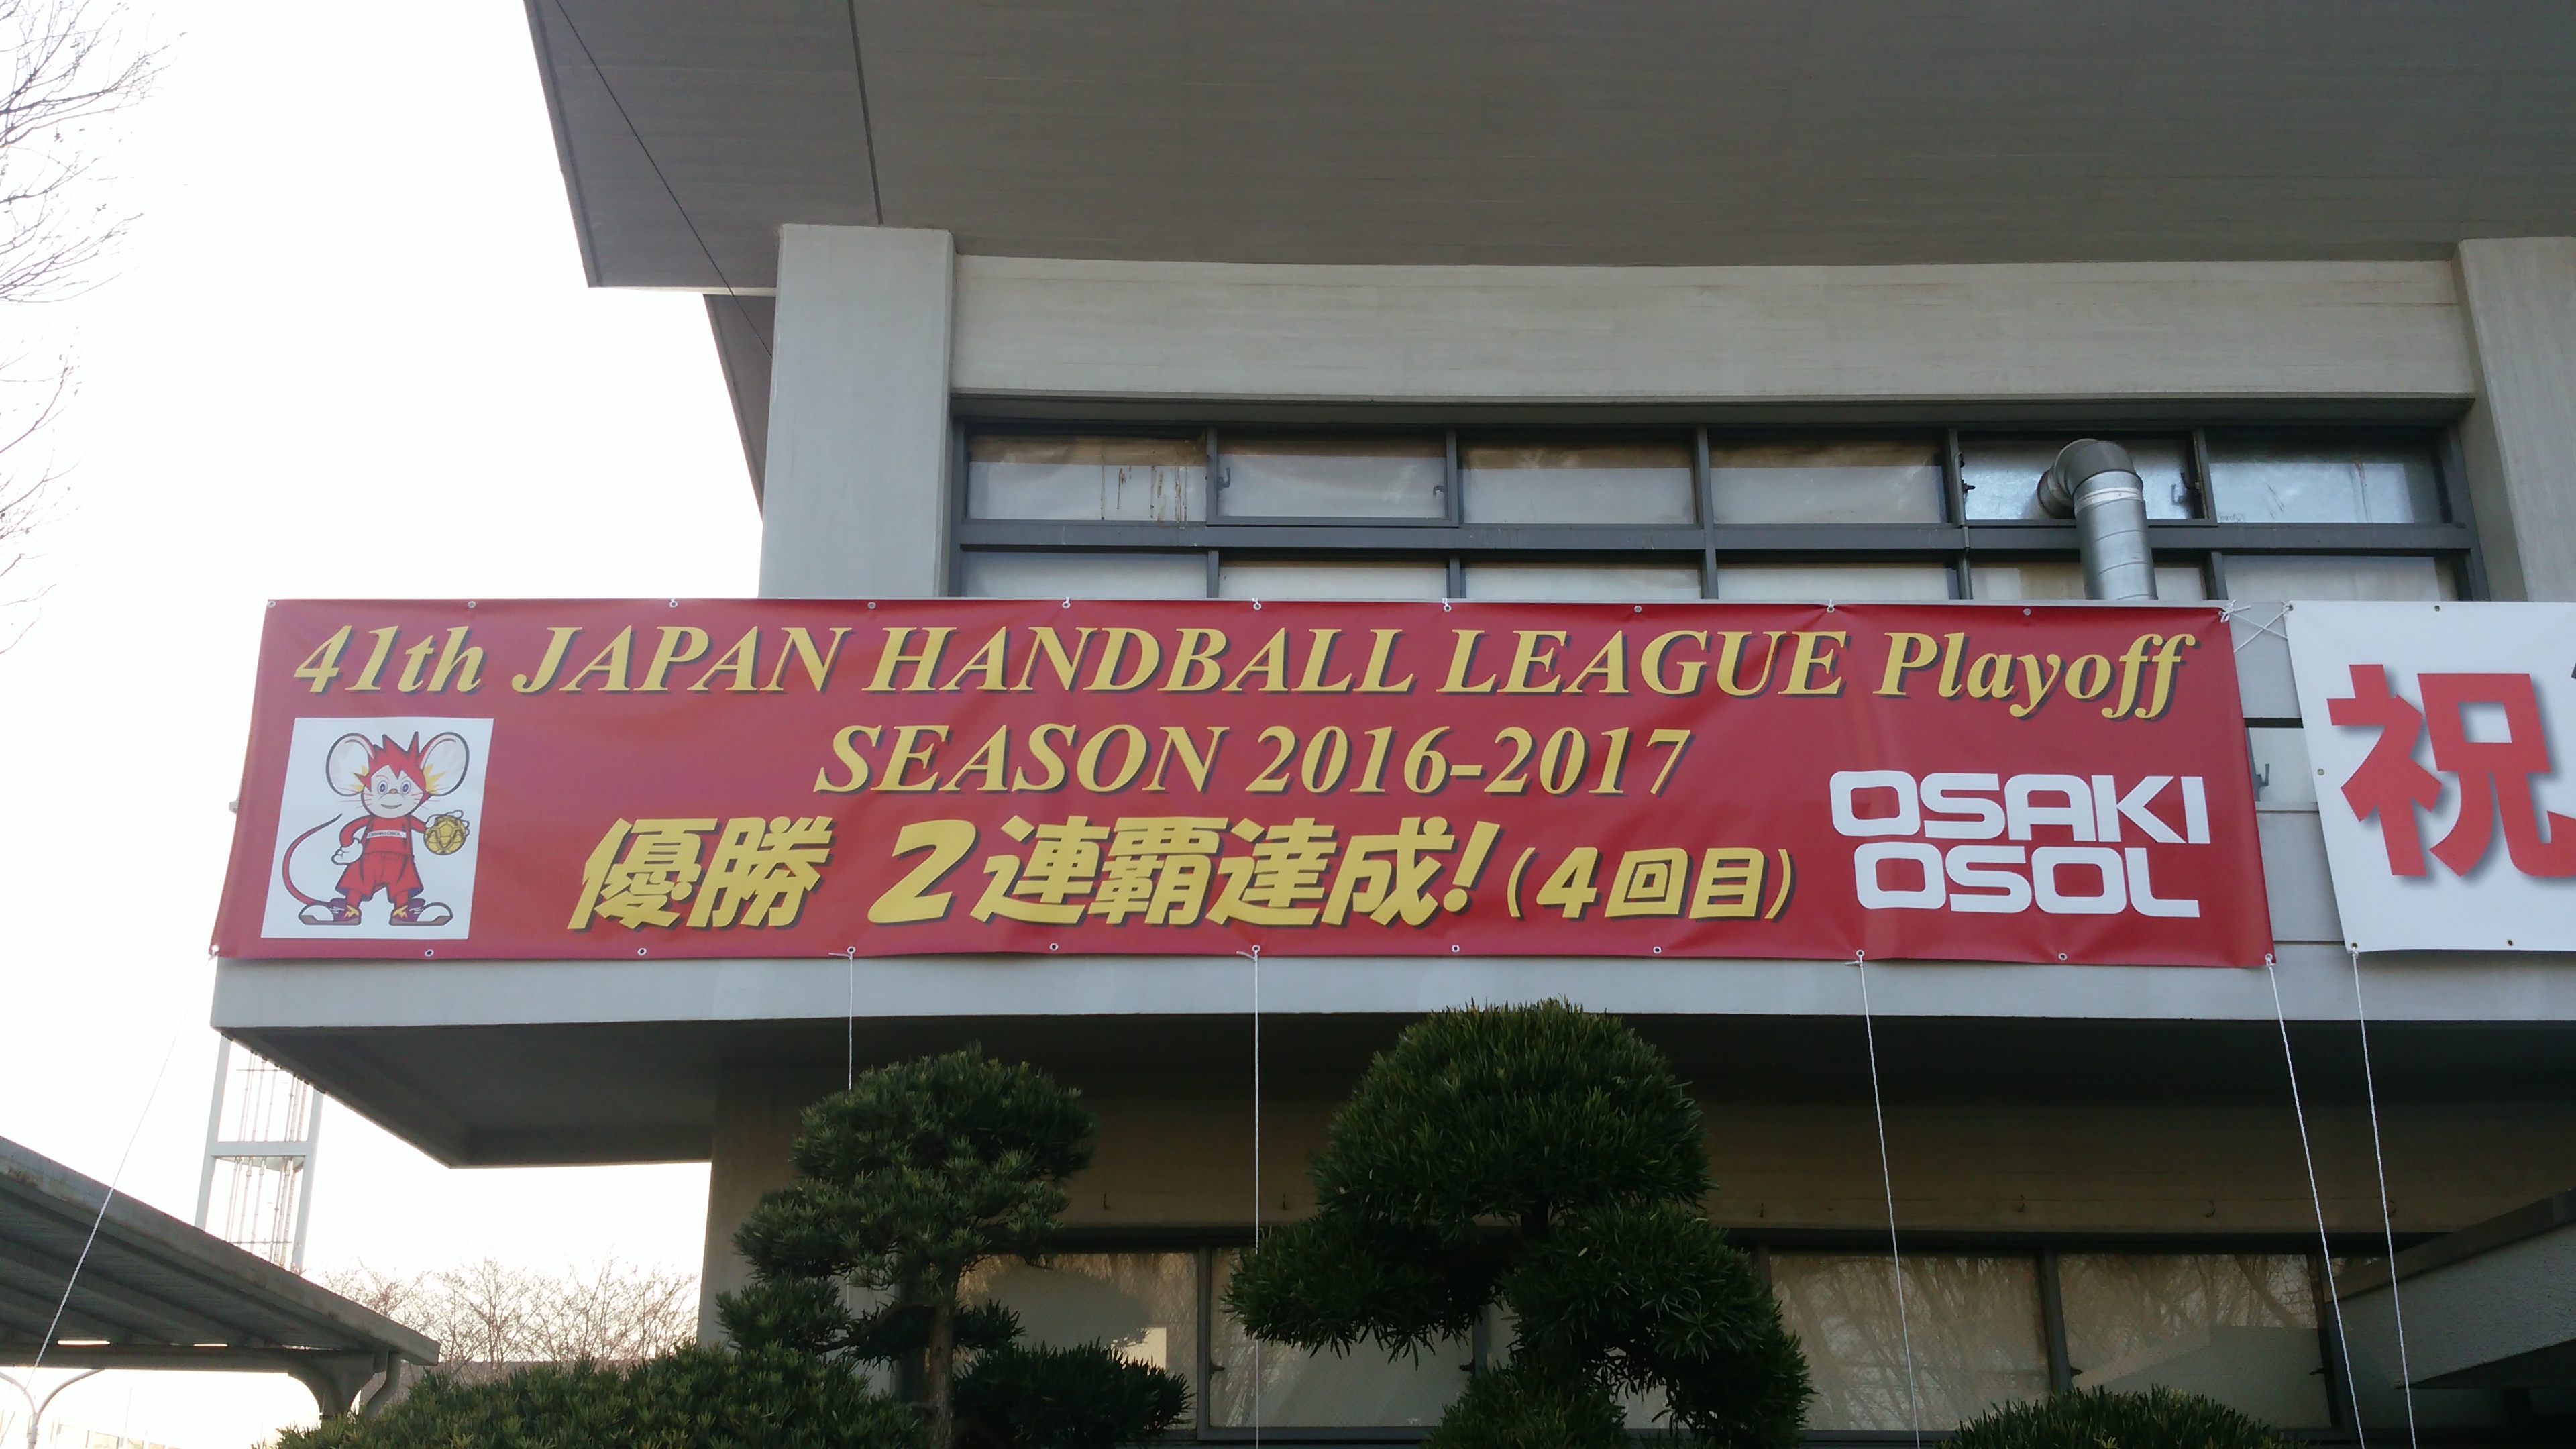 41th JAPAN HANDBALL LEAGUE Playoff
SEASON 2016-2017
優勝 2連覇達成!(4回目)
OSAKI
OSOL
祝